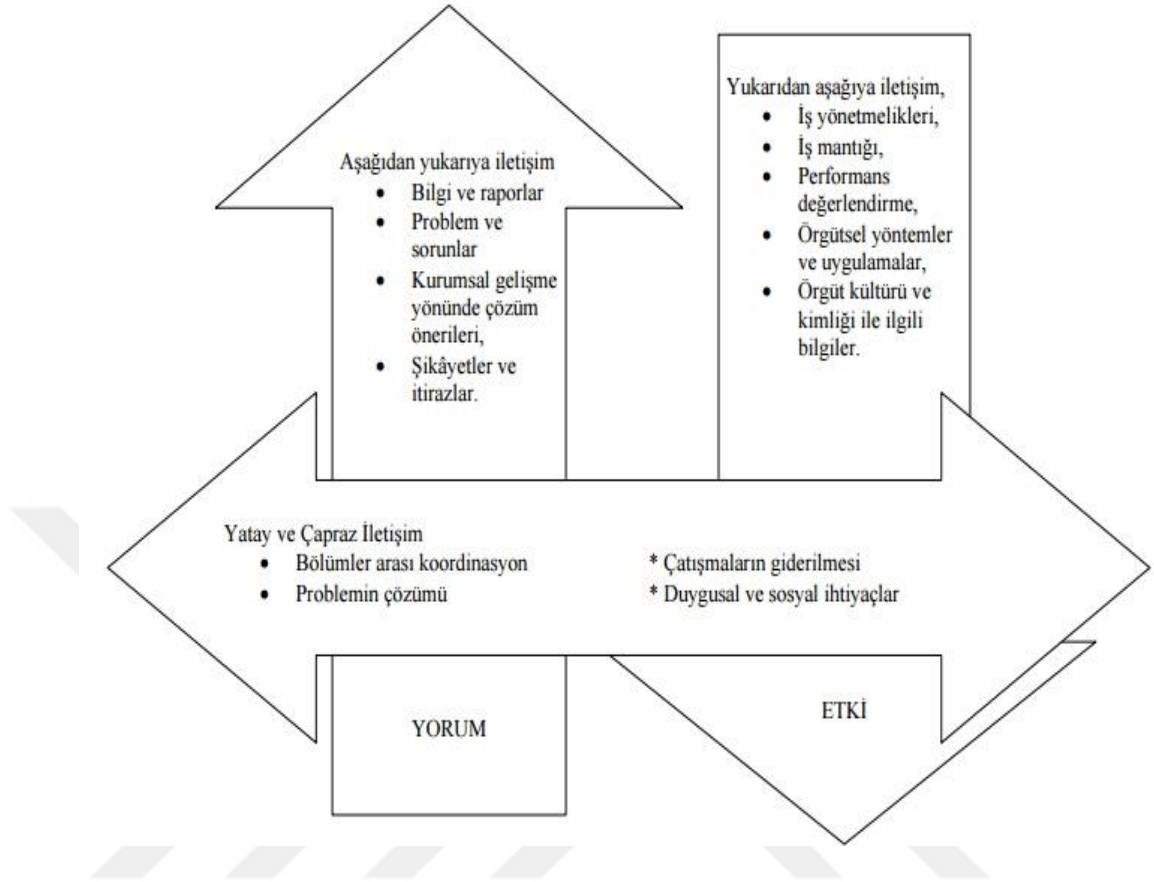 Aşağıdan yukarıya iletişim
• Bilgi ve raporlar
• Problem ve
sorunlar
• Kurumsal gelişme
yönünde çözüm
önerileri,
• Şikâyetler ve
itirazlar.
Yukarıdan aşağıya iletişim,
• İş yönetmelikleri,
• İş mantığı,
• Performans
değerlendirme,
• Örgütsel yöntemler
ve uygulamalar,
• Örgüt kültürü ve
kimliği ile ilgili
bilgiler.
Yatay ve Çapraz İletişim
• Bölümler arası koordinasyon
• Problemin çözümü
* Çatışmaların giderilmesi
* Duygusal ve sosyal ihtiyaçlar
YORUM
ETKİ